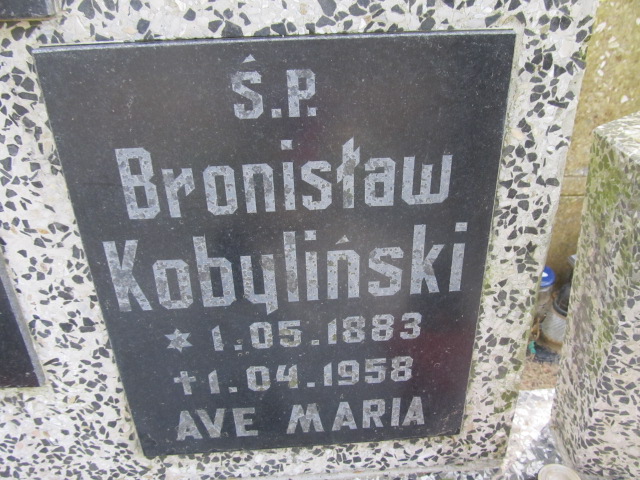 Ś.P.
Bronisław
Kobyliński
* 1.05.1883
+ 1.04.1958
AVE MARIA